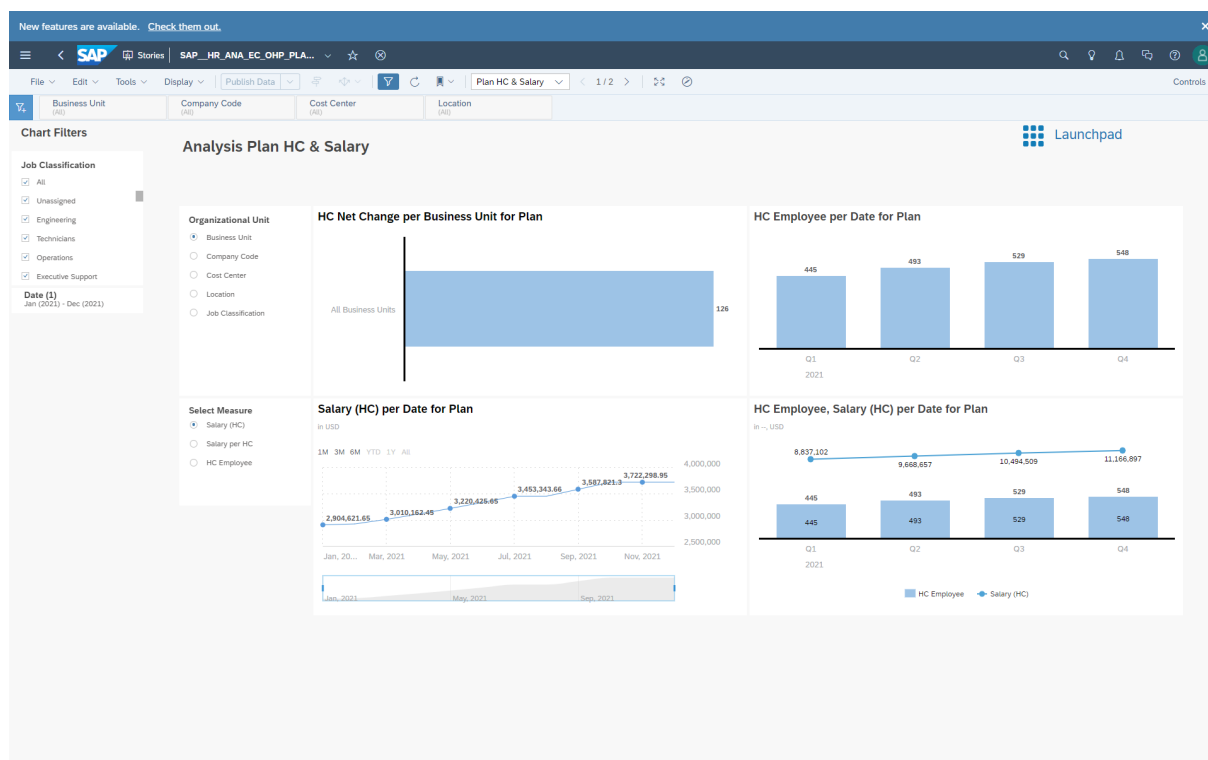 New features are available. Check them out.
SAP Stories SAP__HR_ANA_EC_OHP_PLA...
File Edit Tools Display Publish Data Plan HC & Salary 1 / 2 Controls
Business Unit
(All)
Company Code
(All)
Cost Center
(All)
Location
(All)
Chart Filters
Analysis Plan HC & Salary
Launchpad
Job Classification
All
Unassigned
Engineering
Technicians
Operations
Executive Support
Date (1)
Jan (2021) - Dec (2021)
Organizational Unit
Business Unit
Company Code
Cost Center
Location
Job Classification
HC Net Change per Business Unit for Plan
All Business Units
126
HC Employee per Date for Plan
445
493
529
548
Q1 Q2 Q3 Q4
2021
Select Measure
Salary (HC)
Salary per HC
HC Employee
Salary (HC) per Date for Plan
in USD
1M 3M 6M YTD 1Y All
4,000,000
3,500,000
3,000,000
2,500,000
2,904,621.65
3,010,162.45
3,220,425.65
3,453,343.66
3,587,821.3
3,722,298.95
Jan, 20... Mar, 2021 May, 2021 Jul, 2021 Sep, 2021 Nov, 2021
Jan, 2021 May, 2021 Sep, 2021
HC Employee, Salary (HC) per Date for Plan
in –, USD
8,837,102
9,668,657
10,494,509
11,166,897
445 493 529 548
445 493 529 548
Q1 Q2 Q3 Q4
2021
HC Employee Salary (HC)